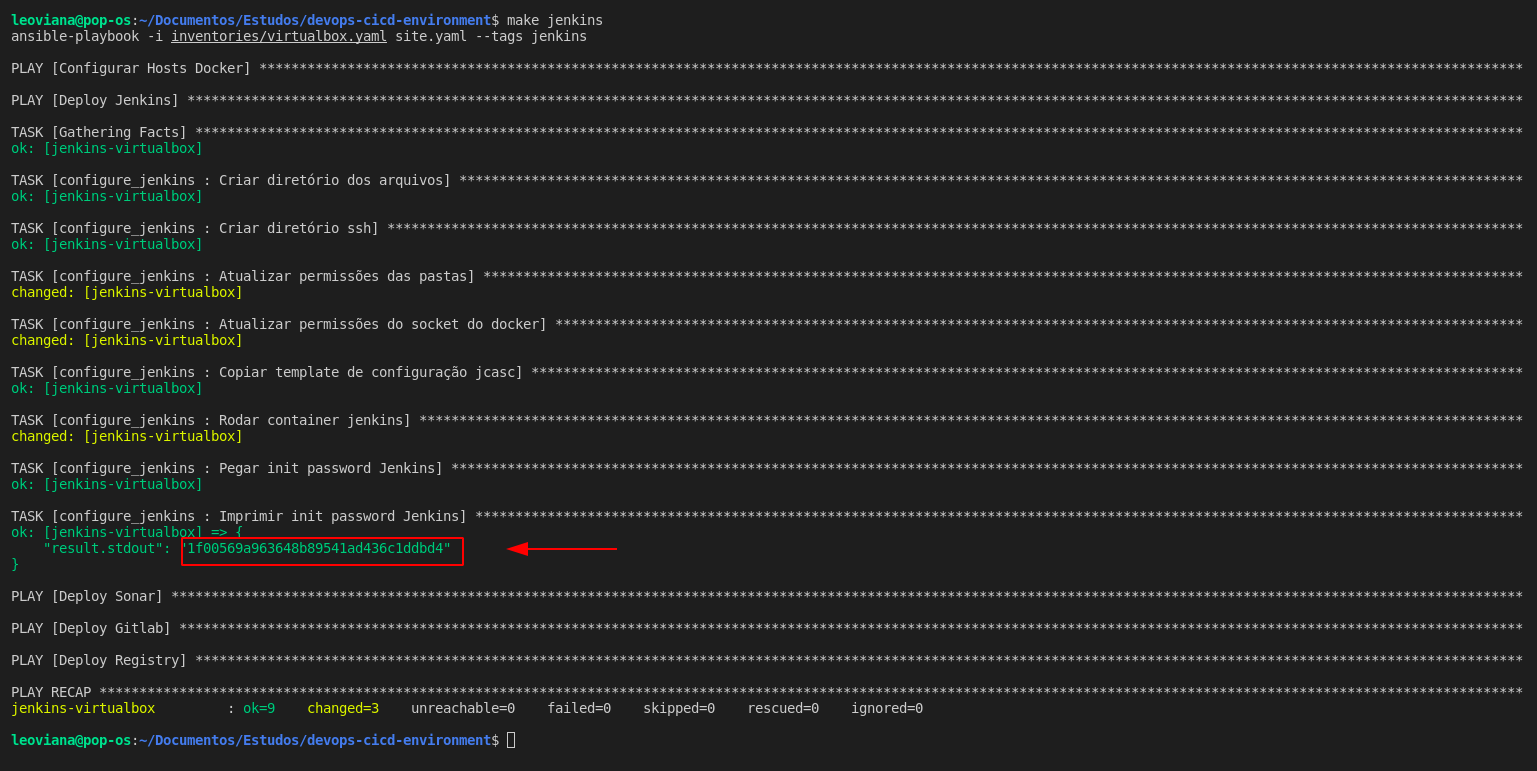 leoviana@pop-os:~/Documentos/Estudos/devops-cicd-environment$ make jenkins
ansible-playbook -i inventories/virtualbox.yaml site.yaml --tags jenkins
PLAY [Configurar Hosts Docker] ******************************************************************************************************************************************************
PLAY [Deploy Jenkins] ***************************************************************************************************************************************************************
TASK [Gathering Facts] **************************************************************************************************************************************************************
ok: [jenkins-virtualbox]
TASK [configure_jenkins : Criar diretório dos arquivos] *****************************************************************************************************************************
ok: [jenkins-virtualbox]
TASK [configure_jenkins : Criar diretório ssh] **************************************************************************************************************************************
ok: [jenkins-virtualbox]
TASK [configure_jenkins : Atualizar permissões das pastas] **************************************************************************************************************************
changed: [jenkins-virtualbox]
TASK [configure_jenkins : Atualizar permissões do socket do docker] *****************************************************************************************************************
changed: [jenkins-virtualbox]
TASK [configure_jenkins : Copiar template de configuração jcasc] ********************************************************************************************************************
ok: [jenkins-virtualbox]
TASK [configure_jenkins : Rodar container jenkins] **********************************************************************************************************************************
changed: [jenkins-virtualbox]
TASK [configure_jenkins : Pegar init password Jenkins] ******************************************************************************************************************************
ok: [jenkins-virtualbox]
TASK [configure_jenkins : Imprimir init password Jenkins] ***************************************************************************************************************************
ok: [jenkins-virtualbox] => {
    "result.stdout": "1f00569a963648b89541ad436c1ddbd4"
}
PLAY [Deploy Sonar] *****************************************************************************************************************************************************************
PLAY [Deploy Gitlab] ****************************************************************************************************************************************************************
PLAY [Deploy Registry] **************************************************************************************************************************************************************
PLAY RECAP **************************************************************************************************************************************************************************
jenkins-virtualbox         : ok=9    changed=3    unreachable=0    failed=0    skipped=0    rescued=0    ignored=0
leoviana@pop-os:~/Documentos/Estudos/devops-cicd-environment$